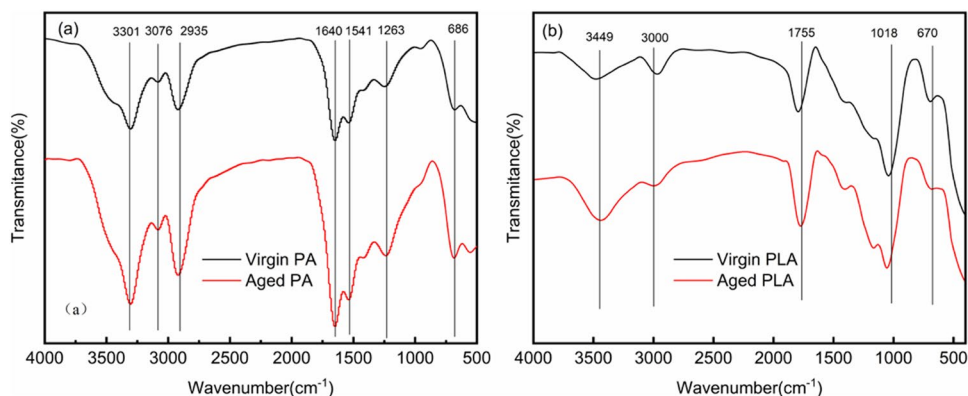 (a)
3301 3076 2935 1640 1541 1263 686
Transmitance(%)
Virgin PA
Aged PA
(a)
4000 3500 3000 2500 2000 1500 1000 500
Wavenumber(cm⁻¹)
(b)
3449 3000 1755 1018 670
Transmitance(%)
Virgin PLA
Aged PLA
4000 3500 3000 2500 2000 1500 1000 500
Wavenumber(cm⁻¹)